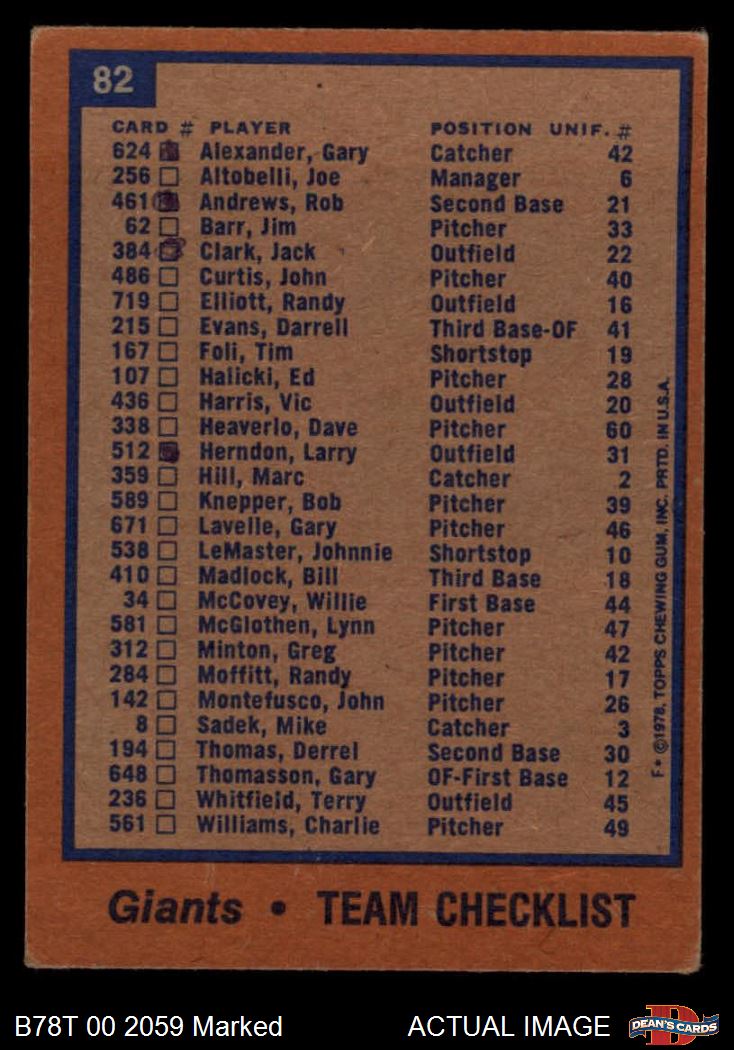 82
CARD # PLAYER POSITION UNIF. #
624 Alexander, Gary Catcher 42
256 Altobelli, Joe Manager 6
461 Andrews, Rob Second Base 21
62 Barr, Jim Pitcher 33
384 Clark, Jack Outfield 22
486 Curtis, John Pitcher 40
719 Elliott, Randy Outfield 16
215 Evans, Darrell Third Base-OF 41
167 Foli, Tim Shortstop 19
107 Halicki, Ed Pitcher 28
436 Harris, Vic Outfield 20
338 Heaverlo, Dave Pitcher 60
512 Herndon, Larry Outfield 31
359 Hill, Marc Catcher 2
589 Knepper, Bob Pitcher 39
671 Lavelle, Gary Pitcher 46
538 LeMaster, Johnnie Shortstop 10
410 Madlock, Bill Third Base 18
34 McCovey, Willie First Base 44
581 McGlothen, Lynn Pitcher 47
312 Minton, Greg Pitcher 42
284 Moffitt, Randy Pitcher 17
142 Montefusco, John Pitcher 26
8 Sadek, Mike Catcher 3
194 Thomas, Derrel Second Base 30
648 Thomasson, Gary OF-First Base 12
236 Whitfield, Terry Outfield 45
561 Williams, Charlie Pitcher 49
F* ©1978, TOPPS CHEWING GUM, INC. PRTD. IN U.S.A.
Giants • TEAM CHECKLIST
B78T 00 2059 Marked ACTUAL IMAGE
D
DEAN'S CARDS